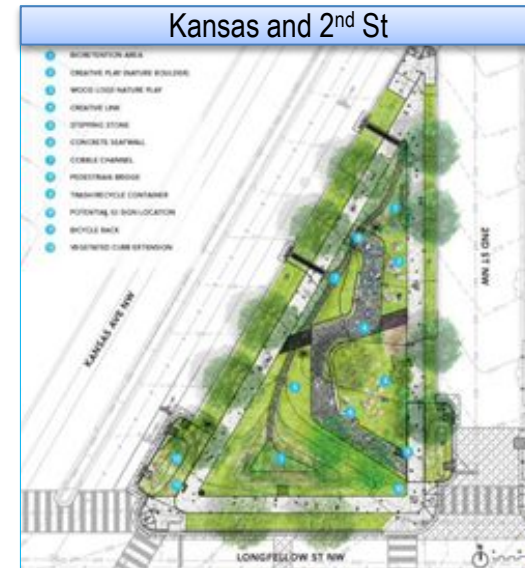 Kansas and 2nd St
BIORETENTION AREA
CREATIVE PLAY (NATURE BOULDER)
WOOD LOGS NATURE PLAY
CREATIVE LINK
STEPPING STONE
CONCRETE SEATWALL
COBBLE CHANNEL
PEDESTRIAN BRIDGE
TRASH/RECYCLE CONTAINER
POTENTIAL GI SIGN LOCATION
BICYCLE RACK
VEGETATED CURB EXTENSION
2ND ST NW
KANSAS AVE NW
LONGFELLOW ST NW